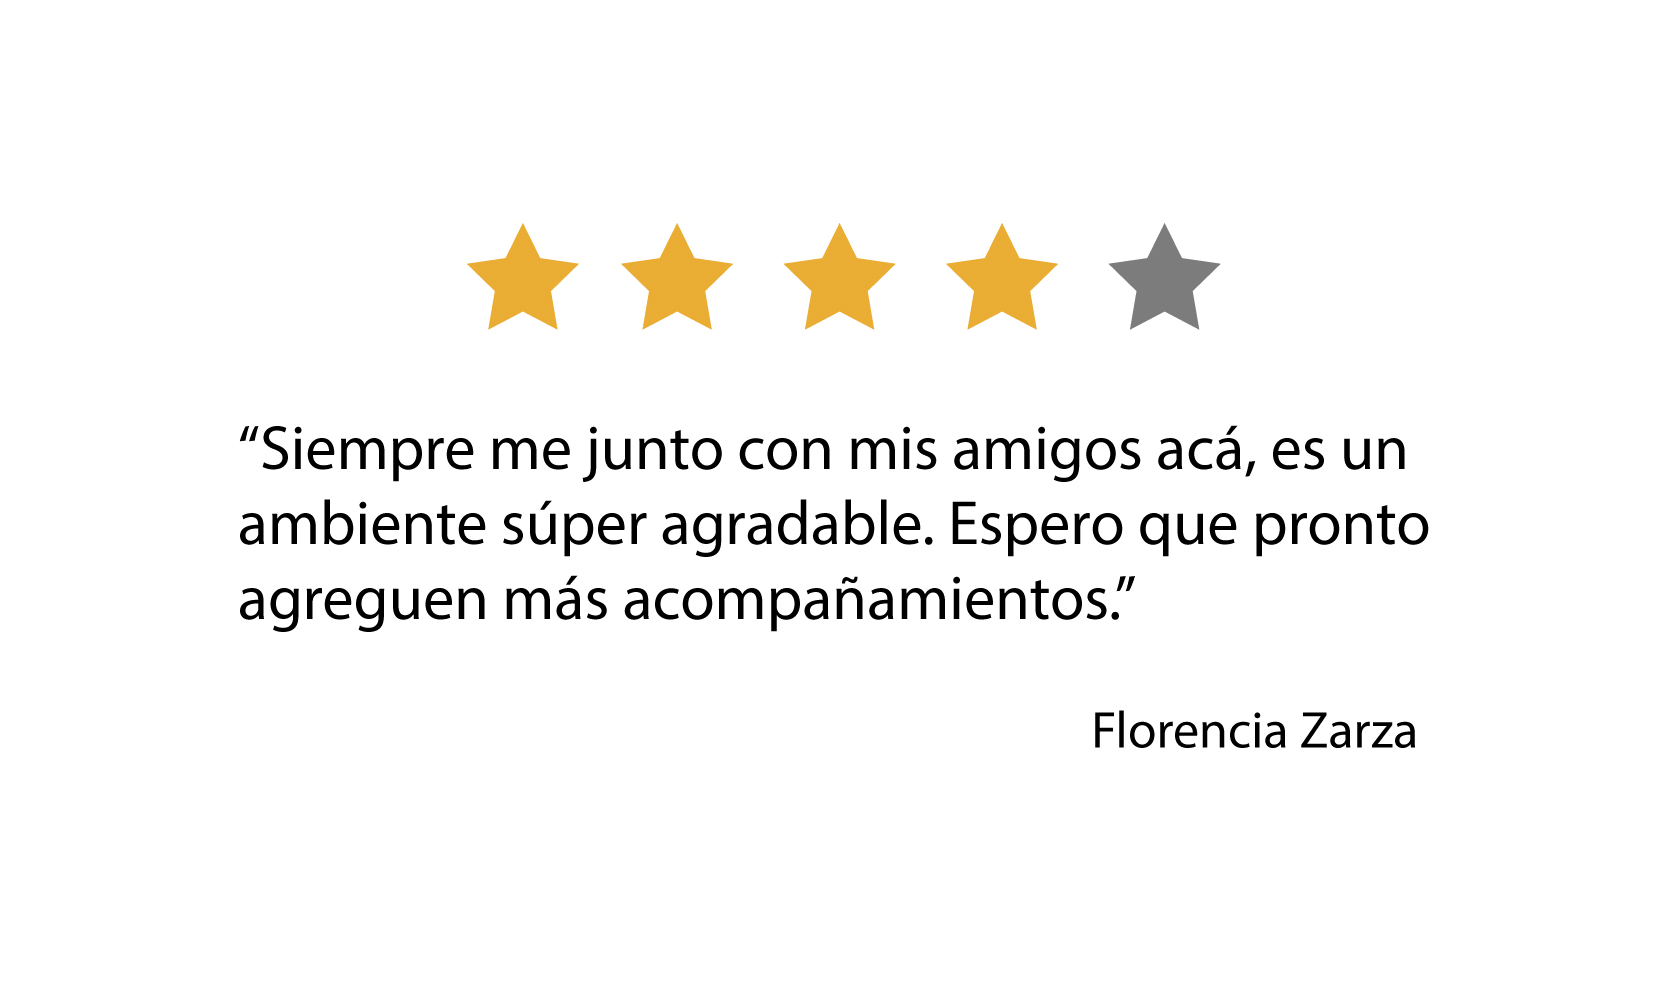 “Siempre me junto con mis amigos acá, es un
ambiente súper agradable. Espero que pronto
agreguen más acompañamientos.”
Florencia Zarza